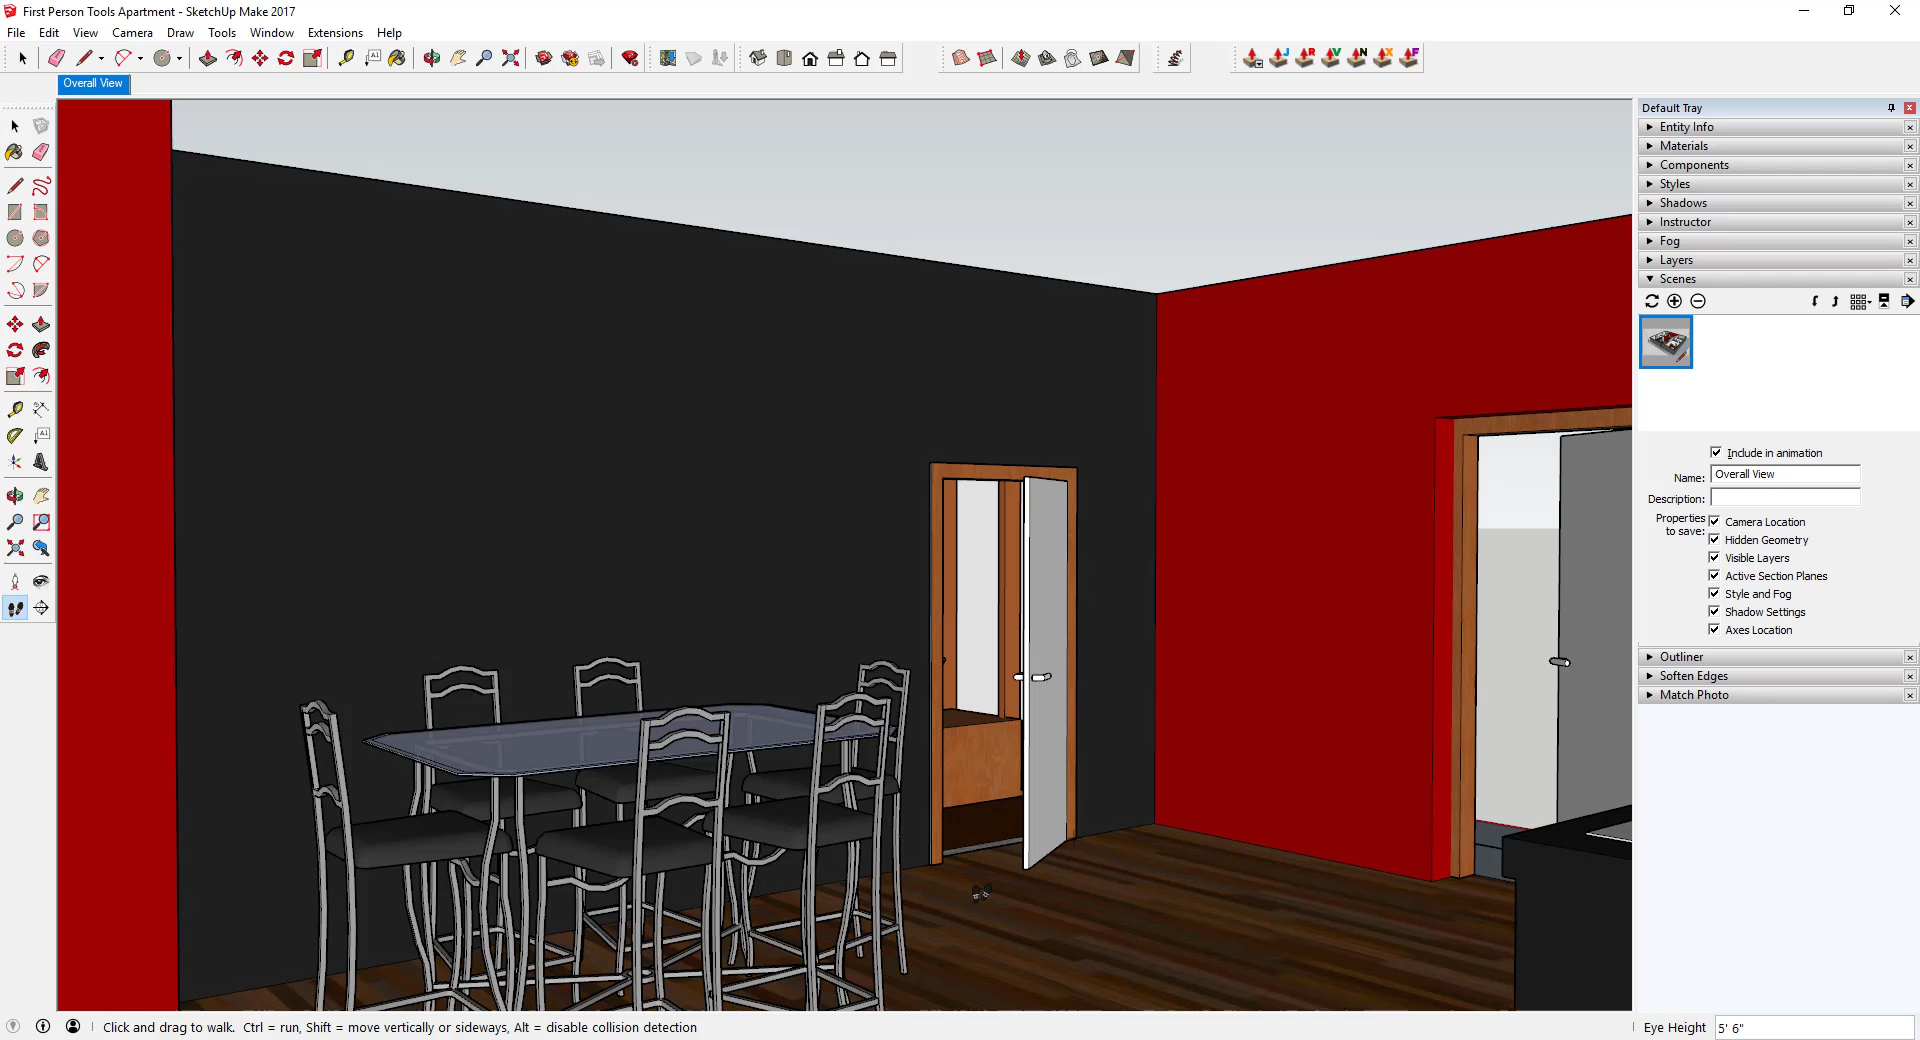 First Person Tools Apartment - SketchUp Make 2017
File Edit View Camera Draw Tools Window Extensions Help
A1
J R V N X F
Overall View
Default Tray
Entity Info
Materials
Components
Styles
Shadows
Instructor
Fog
Layers
Scenes
Include in animation
Name: Overall View
Description:
Properties to save:
Camera Location
Hidden Geometry
Visible Layers
Active Section Planes
Style and Fog
Shadow Settings
Axes Location
Outliner
Soften Edges
Match Photo
A1
Click and drag to walk. Ctrl = run, Shift = move vertically or sideways, Alt = disable collision detection
Eye Height 5' 6"